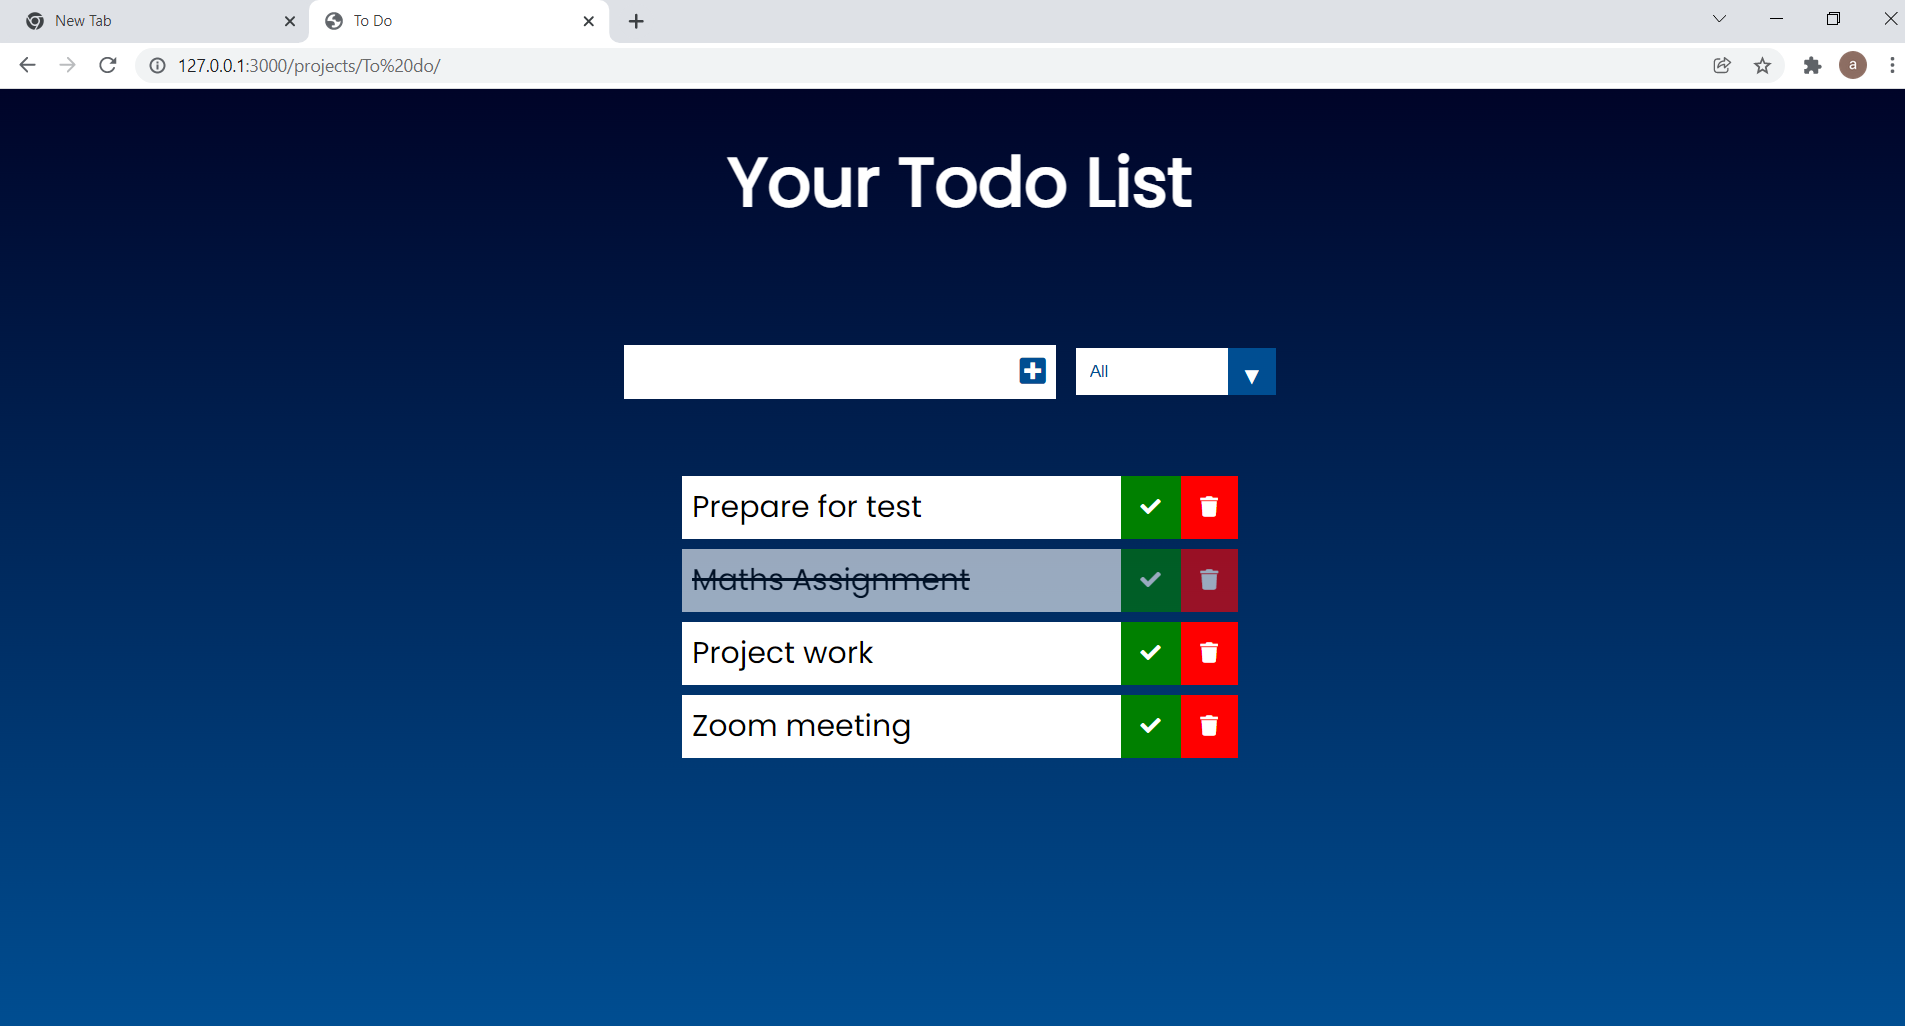 New Tab
To Do
127.0.0.1:3000/projects/To%20do/
a
Your Todo List
All
Prepare for test
Maths Assignment
Project work
Zoom meeting